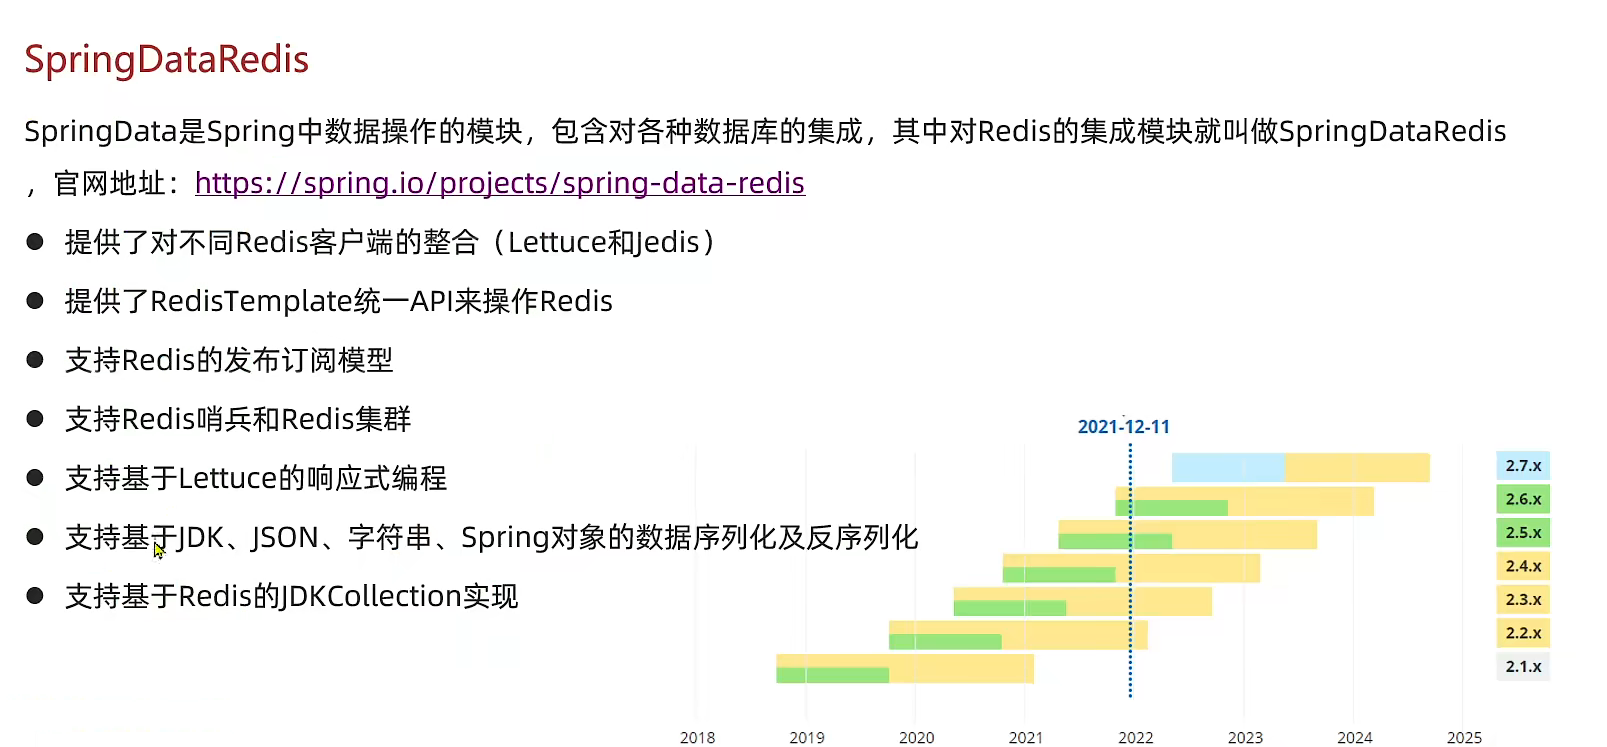 SpringDataRedis
SpringData是Spring中数据操作的模块，包含对各种数据库的集成，其中对Redis的集成模块就叫做SpringDataRedis
，官网地址：https://spring.io/projects/spring-data-redis
● 提供了对不同Redis客户端的整合（Lettuce和Jedis）
● 提供了RedisTemplate统一API来操作Redis
● 支持Redis的发布订阅模型
● 支持Redis哨兵和Redis集群
● 支持基于Lettuce的响应式编程
● 支持基于JDK、JSON、字符串、Spring对象的数据序列化及反序列化
● 支持基于Redis的JDKCollection实现
2021-12-11
2.7.x
2.6.x
2.5.x
2.4.x
2.3.x
2.2.x
2.1.x
2018 2019 2020 2021 2022 2023 2024 2025